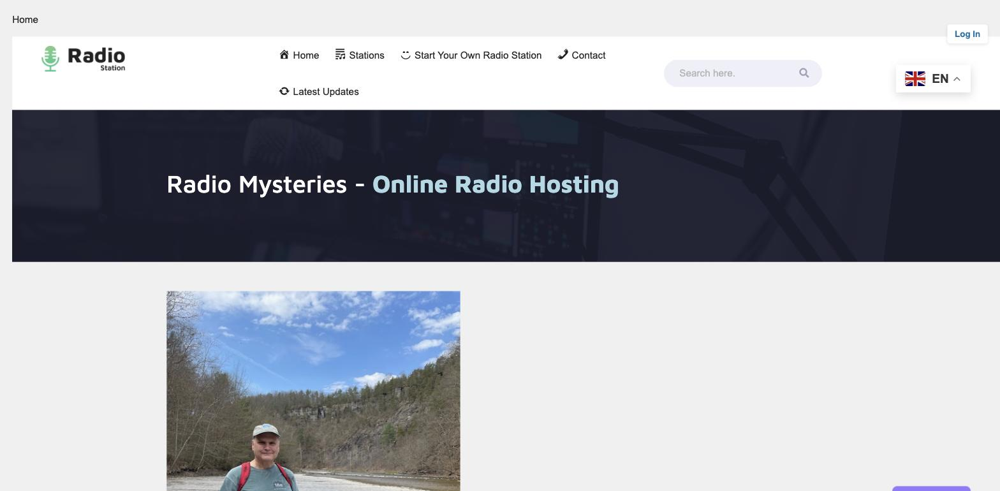 Home
Log In
Radio
Station
Home
Stations
Start Your Own Radio Station
Contact
Search here.
EN
Latest Updates
Radio Mysteries - Online Radio Hosting